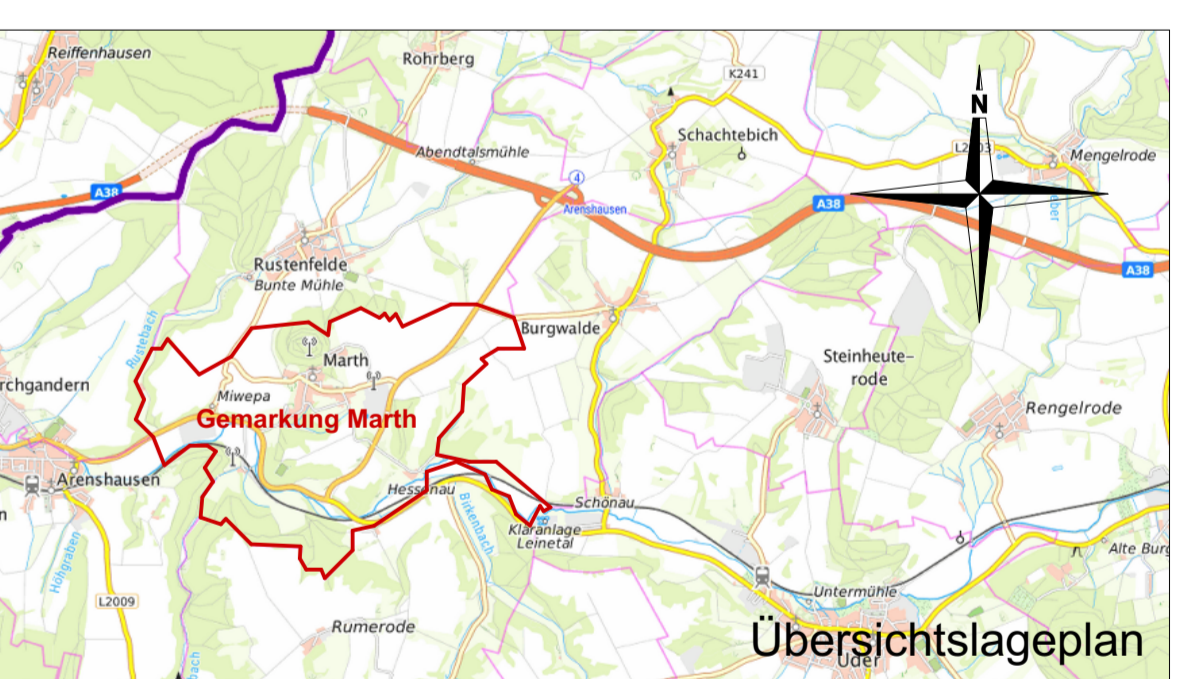 Reiffenhausen
Rohrberg
K241
N
Schachtebich
Mengelrode
Abendtalsmühle
4
A38
Arenshausen
A38
Rustenfelde
Bunte Mühle
A38
Rustebach
Burgwalde
Marth
Steinheute-
rode
rchgandern
Miwepa
Gemarkung Marth
Rengelrode
Arenshausen
Hessenau
Schönau
Birkenbach
Kläranlage
Leinetal
n
Höhgraben
Alte Burg
L2009
Untermühle
Rumerode
Übersichtslageplan
Uder
bach